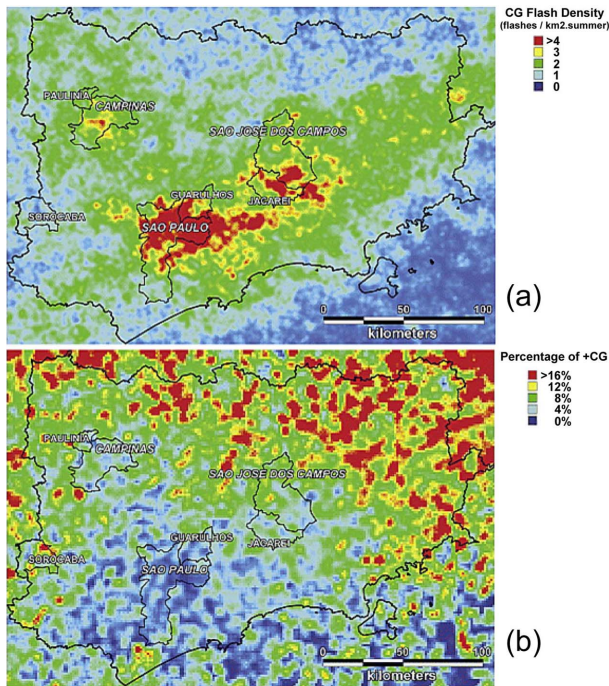 CG Flash Density
(flashes / km2.summer)
>4
3
2
1
0
PAULINIA
CAMPINAS
SAO JOSE DOS CAMPOS
GUARULHOS
JACAREI
SOROCABA
SAO PAULO
0 50 100
kilometers
(a)
Percentage of +CG
>16%
12%
8%
4%
0%
PAULINIA
CAMPINAS
SAO JOSE DOS CAMPOS
GUARULHOS
JACAREI
SOROCABA
SAO PAULO
0 50 100
kilometers
(b)